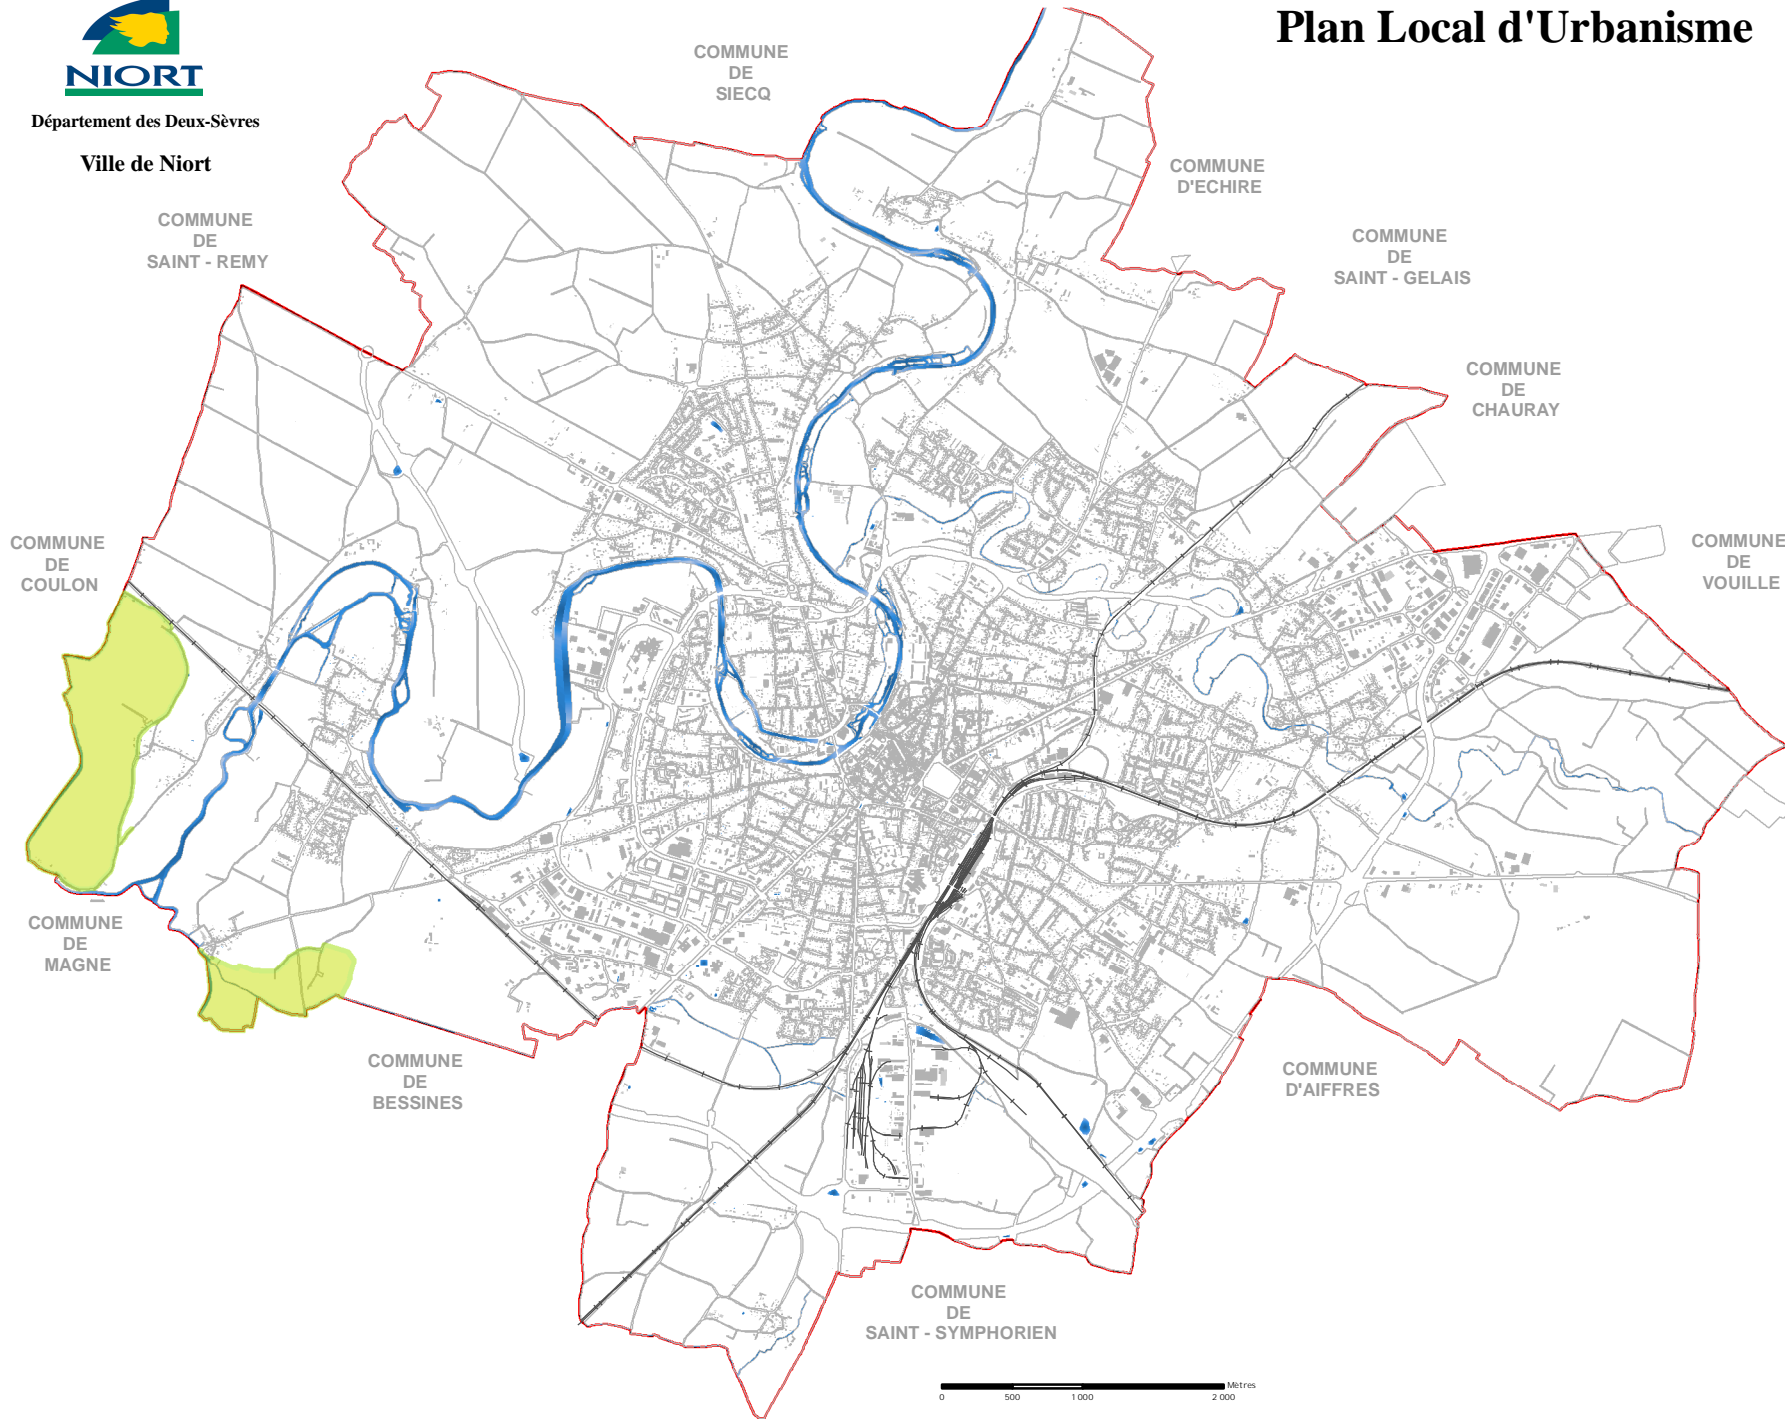 Plan Local d'Urbanisme
NIORT
Département des Deux-Sèvres
Ville de Niort
COMMUNE
DE
SIECQ
COMMUNE
D'ECHIRE
COMMUNE
DE
SAINT - REMY
COMMUNE
DE
SAINT - GELAIS
COMMUNE
DE
CHAURAY
COMMUNE
DE
COULON
COMMUNE
DE
VOUILLE
COMMUNE
DE
MAGNE
COMMUNE
DE
BESSINES
COMMUNE
D'AIFFRES
COMMUNE
DE
SAINT - SYMPHORIEN
Mètres
0 500 1 000 2 000